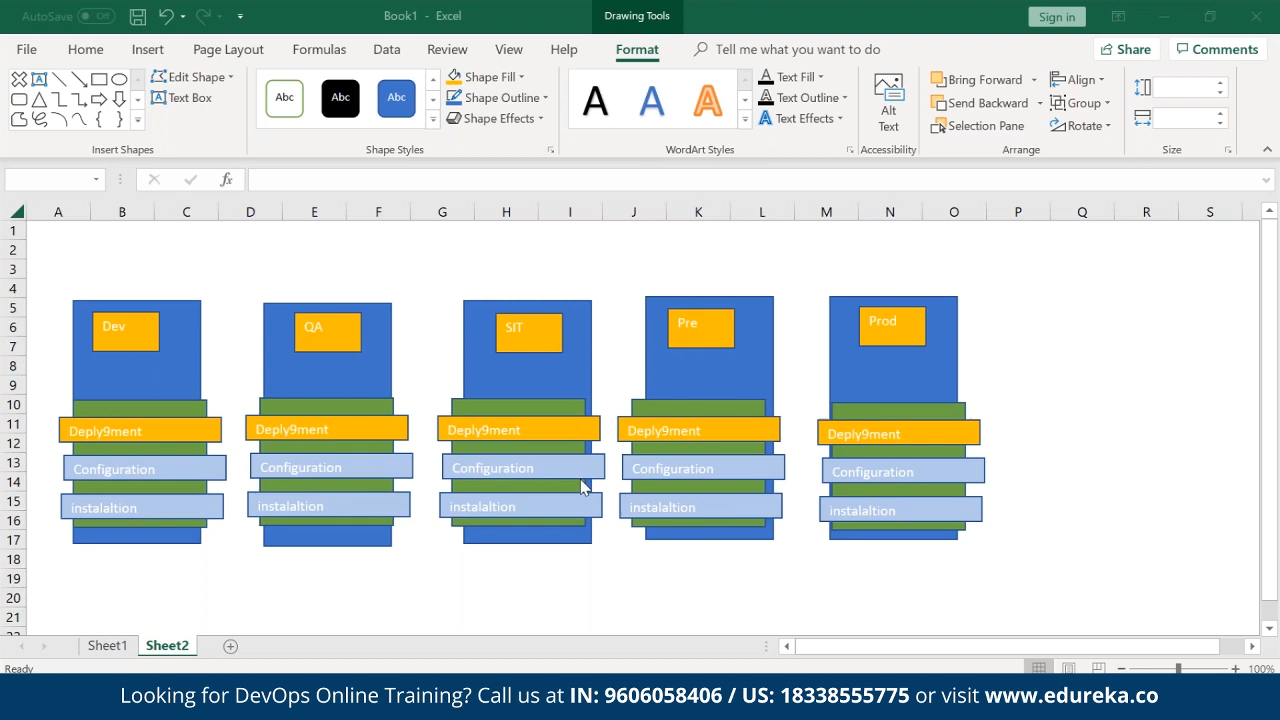 AutoSave Off
Book1 - Excel
Drawing Tools
Sign in
File Home Insert Page Layout Formulas Data Review View Help Format Tell me what you want to do Share Comments
Edit Shape
Text Box
Insert Shapes
Abc Abc Abc
Shape Fill
Shape Outline
Shape Effects
Shape Styles
A A A
Text Fill
Text Outline
Text Effects
WordArt Styles
Alt
Text
Accessibility
Bring Forward
Send Backward
Selection Pane
Align
Group
Rotate
Arrange
Size
fx
A B C D E F G H I J K L M N O P Q R S
1
2
3
4
5
6
7
8
9
10
11
12
13
14
15
16
17
18
19
20
21
Dev QA SIT Pre Prod
Deply9ment Deply9ment Deply9ment Deply9ment Deply9ment
Configuration Configuration Configuration Configuration Configuration
instalaltion instalaltion instalaltion instalaltion instalaltion
Sheet1 Sheet2
Ready
100%
Looking for DevOps Online Training? Call us at IN: 9606058406 / US: 18338555775 or visit www.edureka.co